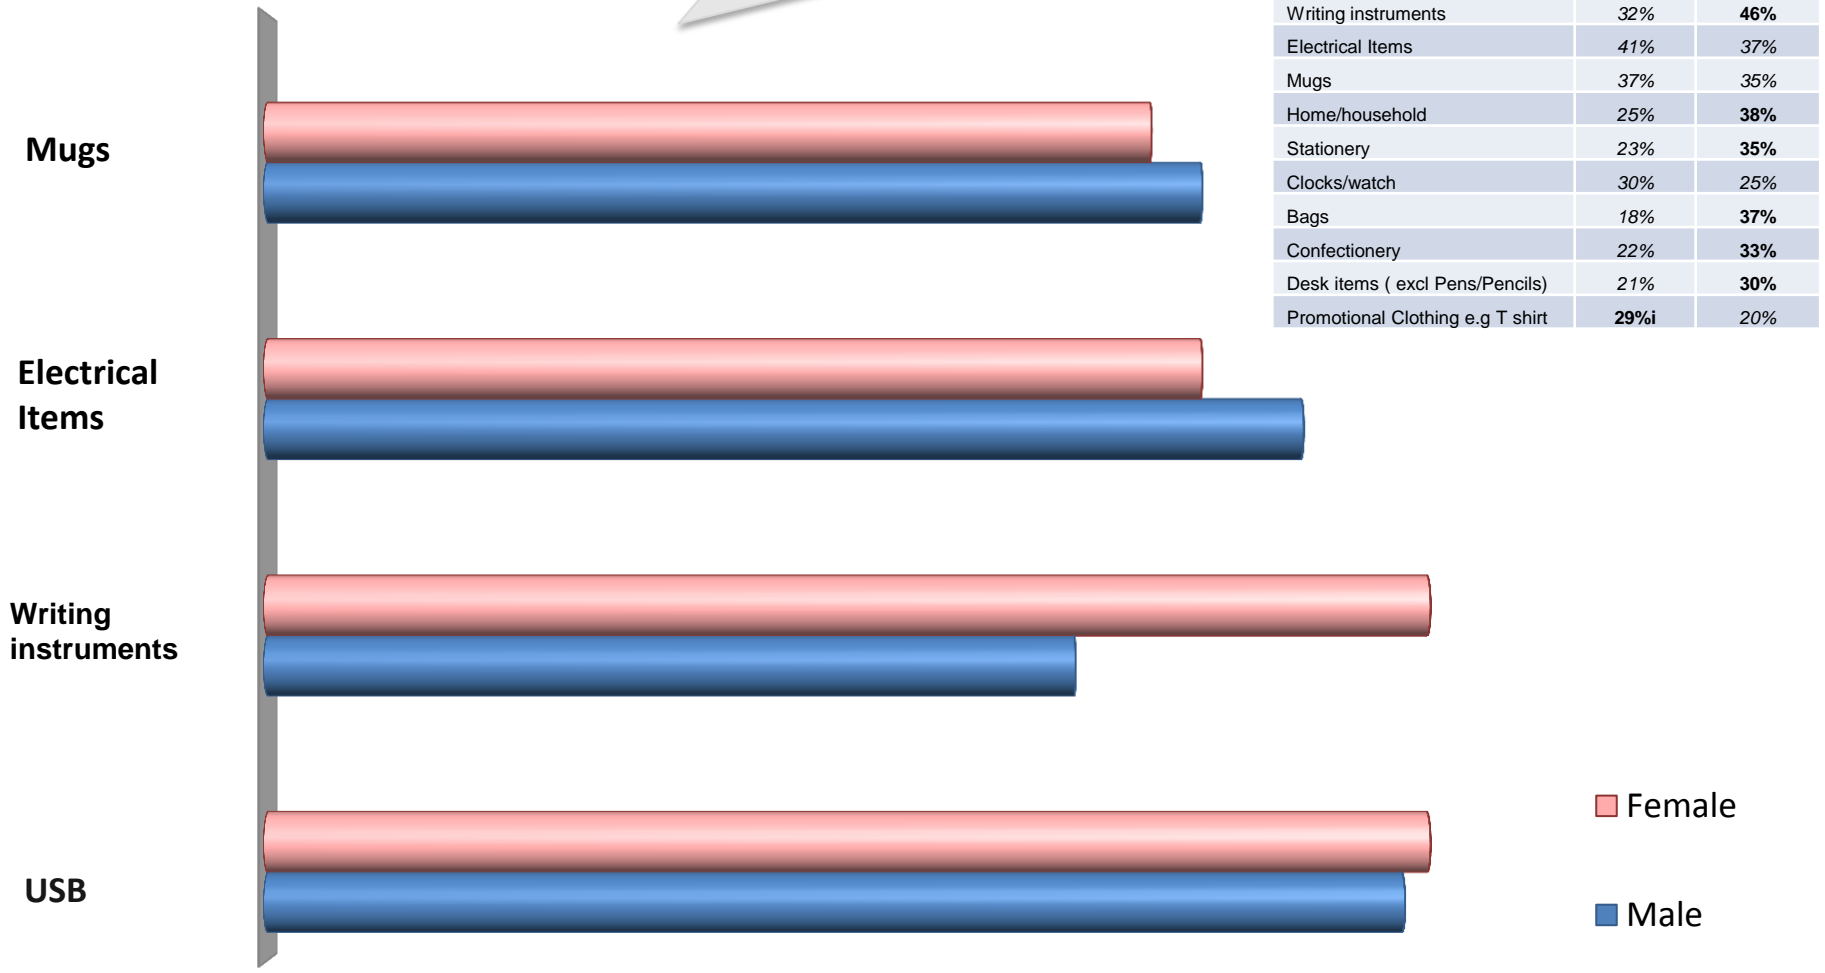 Writing instruments 32% 46%
Electrical Items 41% 37%
Mugs 37% 35%
Home/household 25% 38%
Stationery 23% 35%
Clocks/watch 30% 25%
Bags 18% 37%
Confectionery 22% 33%
Desk items ( excl Pens/Pencils) 21% 30%
Promotional Clothing e.g T shirt 29%i 20%
Mugs
Electrical
Items
Writing
instruments
USB
Female
Male